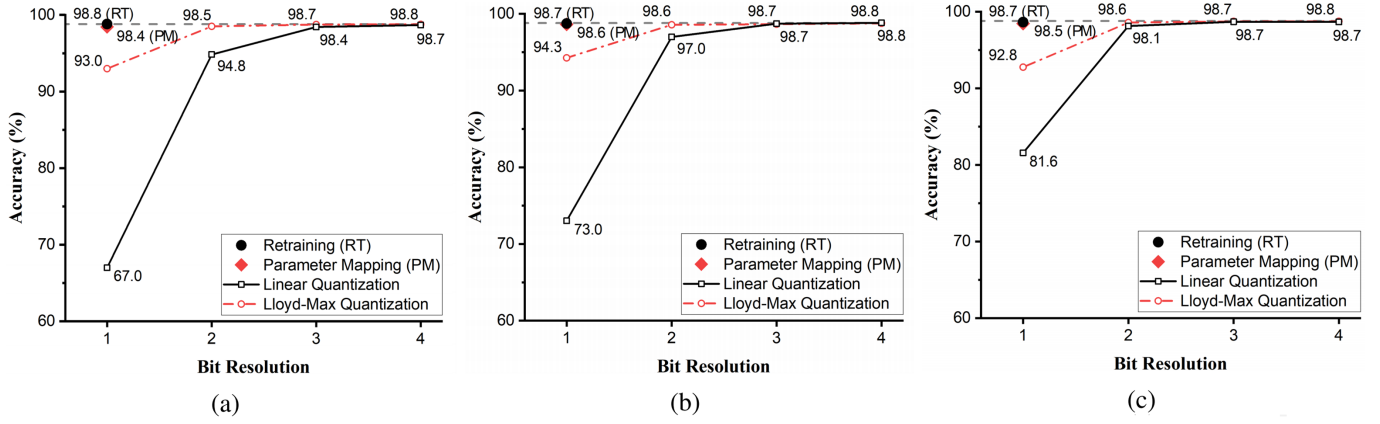 98.8 (RT) 98.5 98.7 98.8
98.4 (PM)
98.4 98.7
93.0
94.8
67.0
100
90
80
70
60
Accuracy (%)
Retraining (RT)
Parameter Mapping (PM)
Linear Quantization
Lloyd-Max Quantization
1 2 3 4
Bit Resolution
(a)
98.7 (RT) 98.6 98.7 98.8
98.6 (PM)
98.7 98.8
94.3
97.0
73.0
100
90
80
70
60
Accuracy (%)
Retraining (RT)
Parameter Mapping (PM)
Linear Quantization
Lloyd-Max Quantization
1 2 3 4
Bit Resolution
(b)
98.7 (RT) 98.6 98.7 98.8
98.5 (PM)
98.1 98.7 98.7
92.8
81.6
100
90
80
70
60
Accuracy (%)
Retraining (RT)
Parameter Mapping (PM)
Linear Quantization
Lloyd-Max Quantization
1 2 3 4
Bit Resolution
(c)